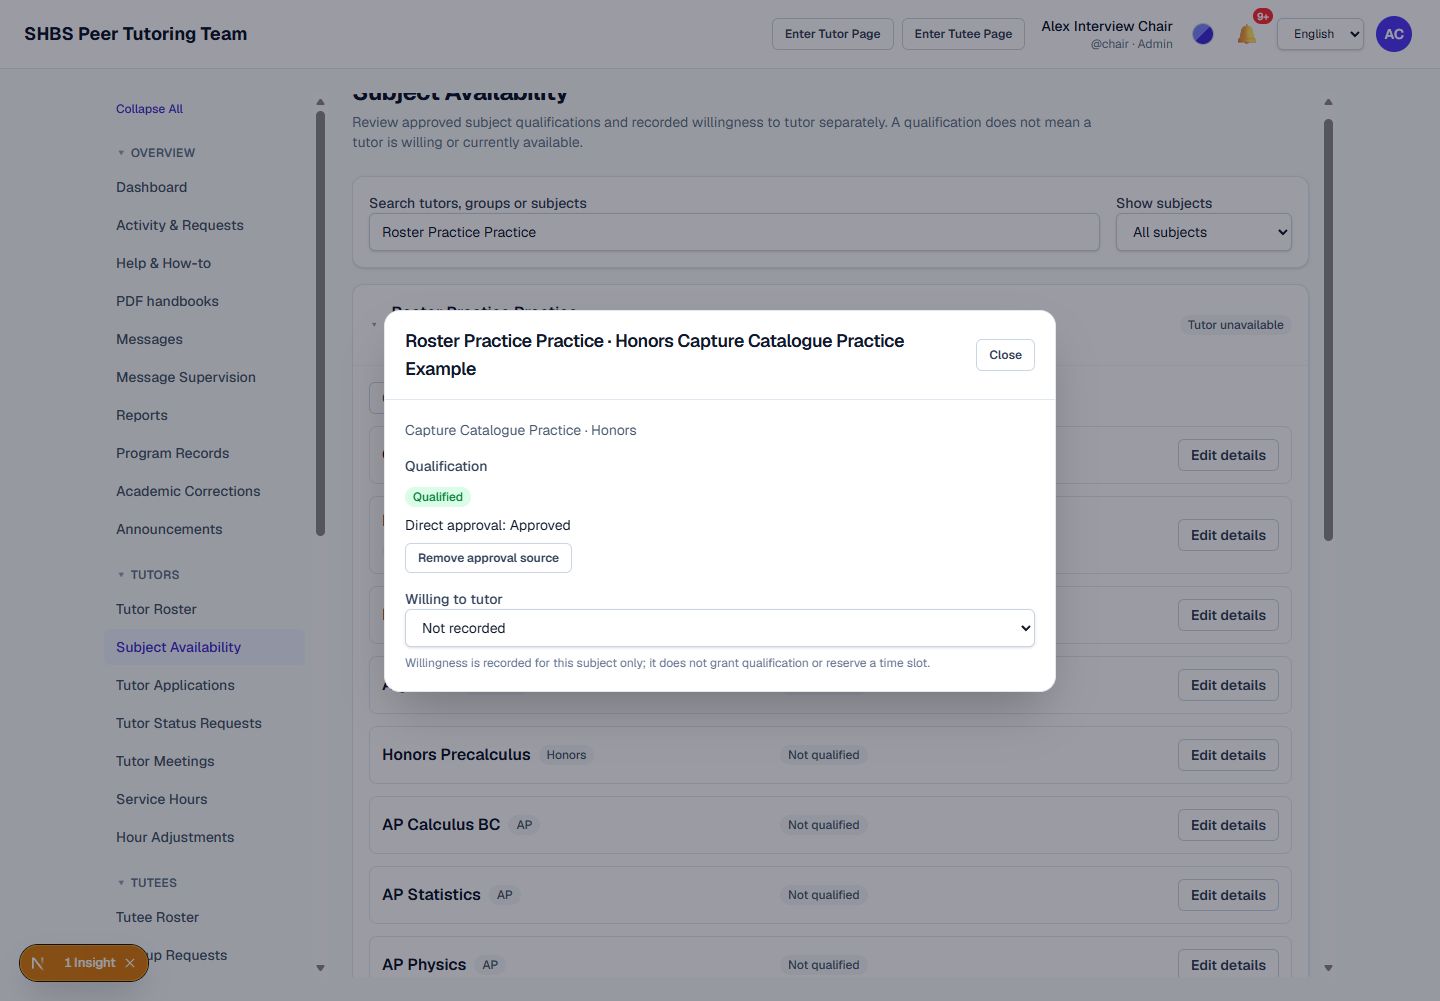 SHBS Peer Tutoring Team
Enter Tutor Page
Enter Tutee Page
Alex Interview Chair
@chair · Admin
9+
English
AC
Collapse All
OVERVIEW
Dashboard
Activity & Requests
Help & How-to
PDF handbooks
Messages
Message Supervision
Reports
Program Records
Academic Corrections
Announcements
TUTORS
Tutor Roster
Subject Availability
Tutor Applications
Tutor Status Requests
Tutor Meetings
Service Hours
Hour Adjustments
TUTEES
Tutee Roster
up Requests
N
1 Insight ×
Subject Availability
Review approved subject qualifications and recorded willingness to tutor separately. A qualification does not mean a
tutor is willing or currently available.
Search tutors, groups or subjects
Roster Practice Practice
Show subjects
All subjects
Roster Practice Practice
Tutor unavailable
Roster Practice Practice · Honors Capture Catalogue Practice
Example
Close
Capture Catalogue Practice · Honors
Qualification
Qualified
Direct approval: Approved
Remove approval source
Willing to tutor
Not recorded
Willingness is recorded for this subject only; it does not grant qualification or reserve a time slot.
Edit details
Edit details
Edit details
Edit details
Honors Precalculus Honors Not qualified Edit details
AP Calculus BC AP Not qualified Edit details
AP Statistics AP Not qualified Edit details
AP Physics AP Not qualified Edit details